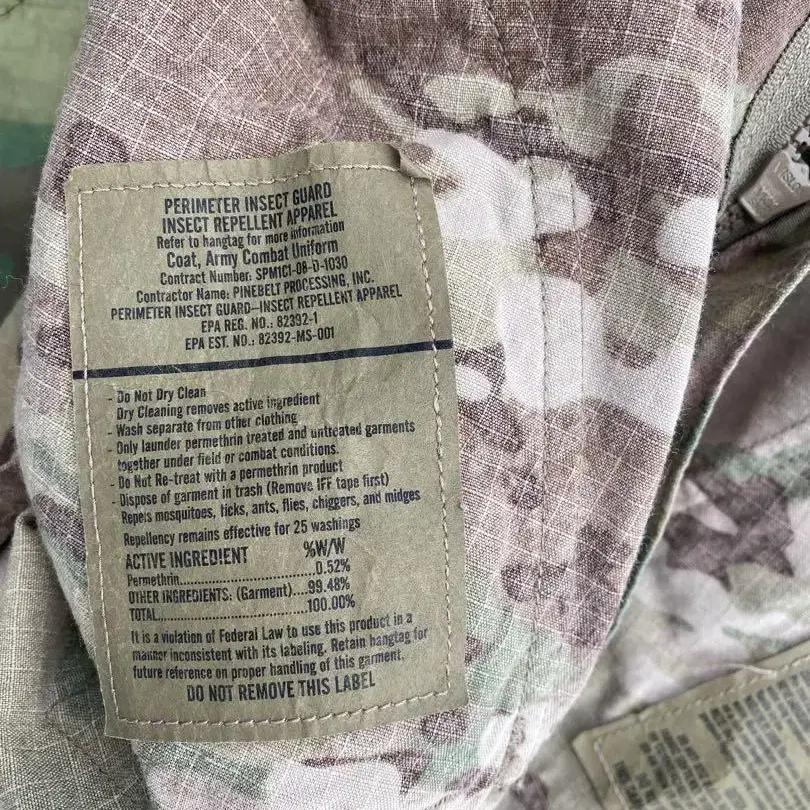 PERIMETER INSECT GUARD
INSECT REPELLENT APPAREL
Refer to hangtag for more information
Coat, Army Combat Uniform
Contract Number: SPM1C1-08-D-1030
Contractor Name: PINEBELT PROCESSING, INC.
PERIMETER INSECT GUARD—INSECT REPELLENT APPAREL
EPA REG. NO.: 82392-1
EPA EST. NO.: 82392-MS-001
- Do Not Dry Clean
Dry Cleaning removes active ingredient
- Wash separate from other clothing
- Only launder permethrin treated and untreated garments
together under field or combat conditions.
- Do Not Re-treat with a permethrin product
- Dispose of garment in trash (Remove IFF tape first)
Repels mosquitoes, ticks, ants, flies, chiggers, and midges
Repellency remains effective for 25 washings
ACTIVE INGREDIENT %W/W
Permethrin.............................0.52%
OTHER INGREDIENTS: (Garment)....99.48%
TOTAL....................................100.00%
It is a violation of Federal Law to use this product in a
manner inconsistent with its labeling. Retain hangtag for
future reference on proper handling of this garment.
DO NOT REMOVE THIS LABEL